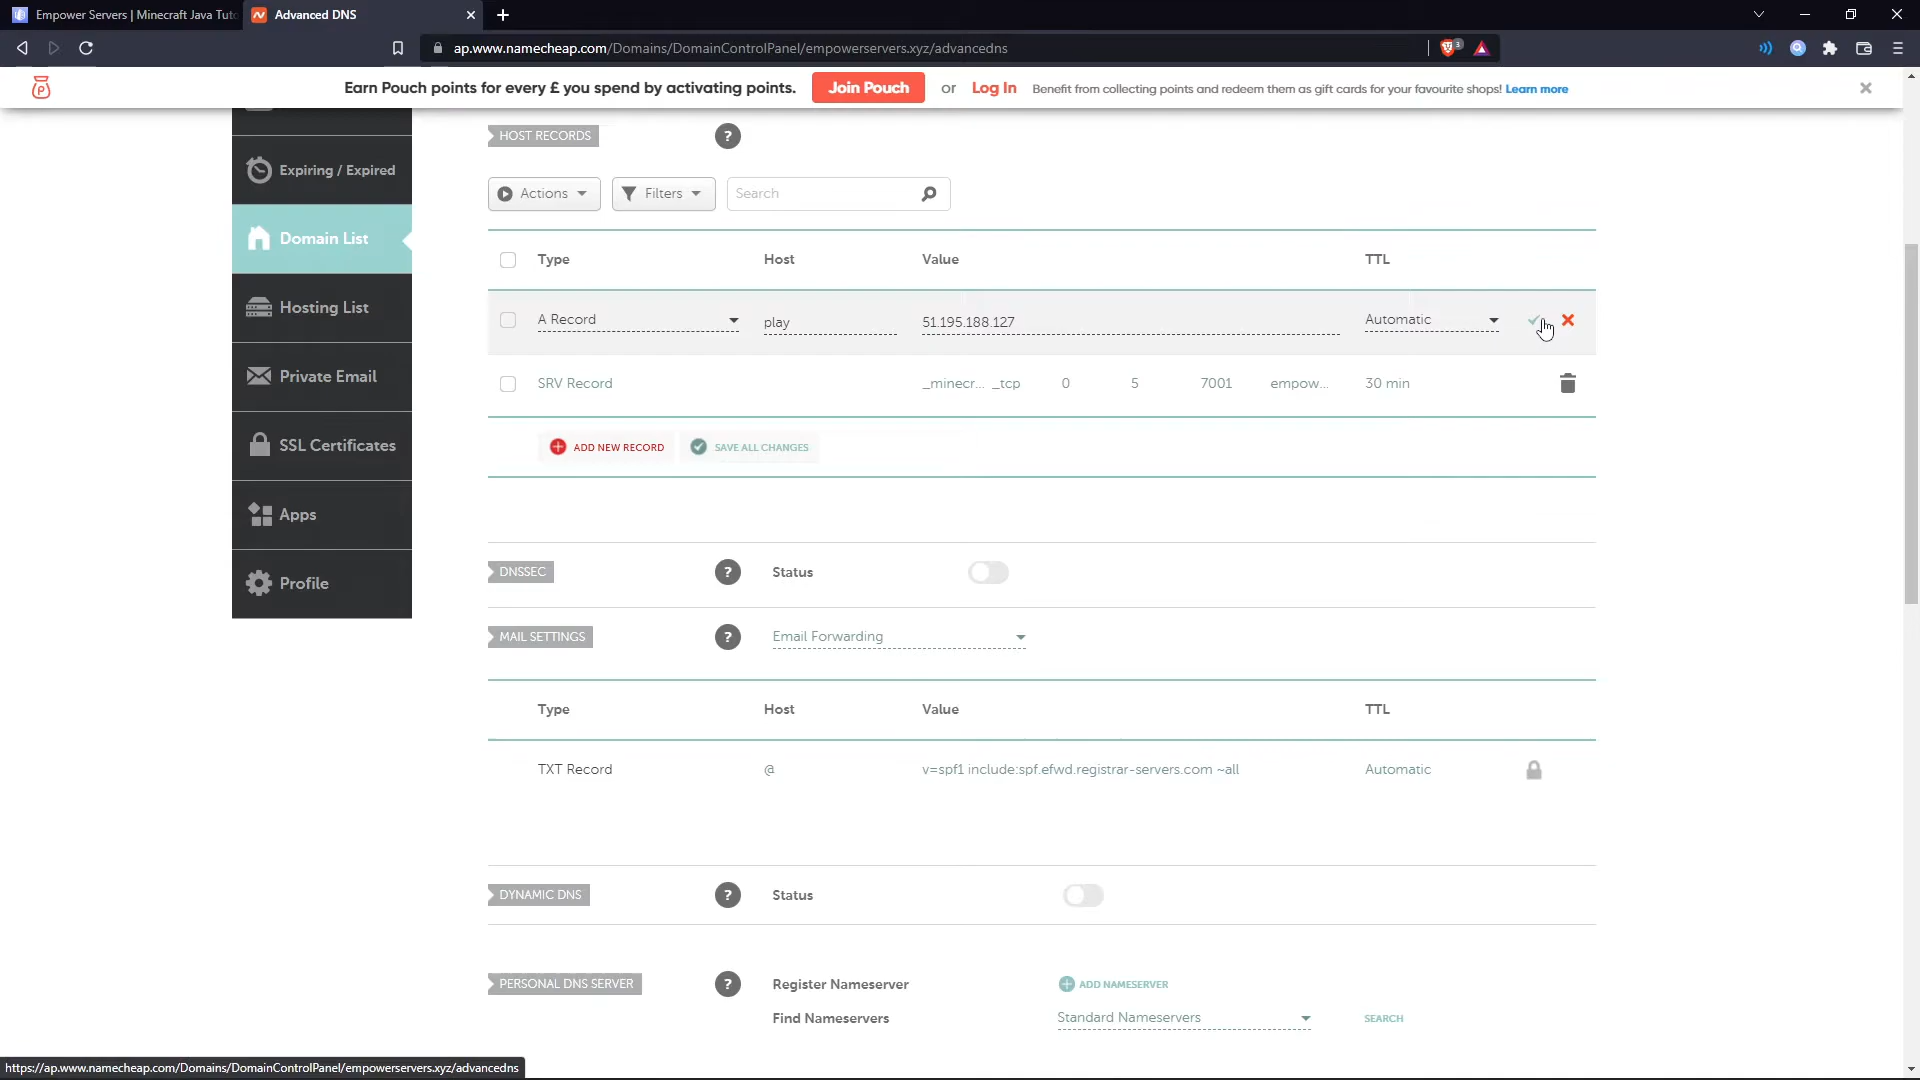 Empower Servers | Minecraft Java Tuto
Advanced DNS
ap.www.namecheap.com/Domains/DomainControlPanel/empowerservers.xyz/advancedns
3
Earn Pouch points for every £ you spend by activating points.
Join Pouch
or
Log In
Benefit from collecting points and redeem them as gift cards for your favourite shops! Learn more
Expiring / Expired
Domain List
Hosting List
Private Email
SSL Certificates
Apps
Profile
HOST RECORDS
?
Actions
Filters
Search
Type Host Value TTL
A Record play 51.195.188.127 Automatic
SRV Record _minecr... _tcp 0 5 7001 empow... 30 min
ADD NEW RECORD
SAVE ALL CHANGES
DNSSEC
?
Status
MAIL SETTINGS
?
Email Forwarding
Type Host Value TTL
TXT Record @ v=spf1 include:spf.efwd.registrar-servers.com ~all Automatic
DYNAMIC DNS
?
Status
PERSONAL DNS SERVER
?
Register Nameserver
ADD NAMESERVER
Find Nameservers
Standard Nameservers
SEARCH
https://ap.www.namecheap.com/Domains/DomainControlPanel/empowerservers.xyz/advancedns